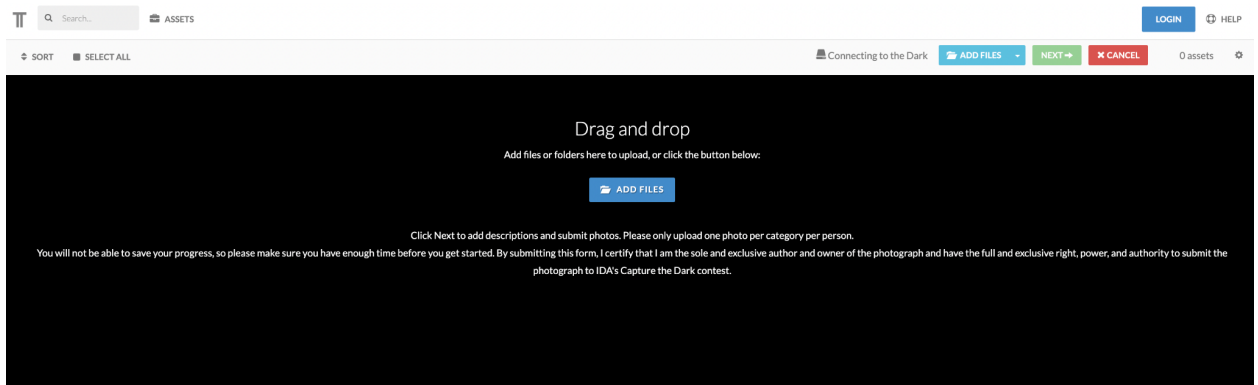 Search... ASSETS LOGIN HELP
SORT SELECT ALL Connecting to the Dark ADD FILES NEXT CANCEL 0 assets
Drag and drop
Add files or folders here to upload, or click the button below:
ADD FILES
Click Next to add descriptions and submit photos. Please only upload one photo per category per person.
You will not be able to save your progress, so please make sure you have enough time before you get started. By submitting this form, I certify that I am the sole and exclusive author and owner of the photograph and have the full and exclusive right, power, and authority to submit the
photograph to IDA's Capture the Dark contest.